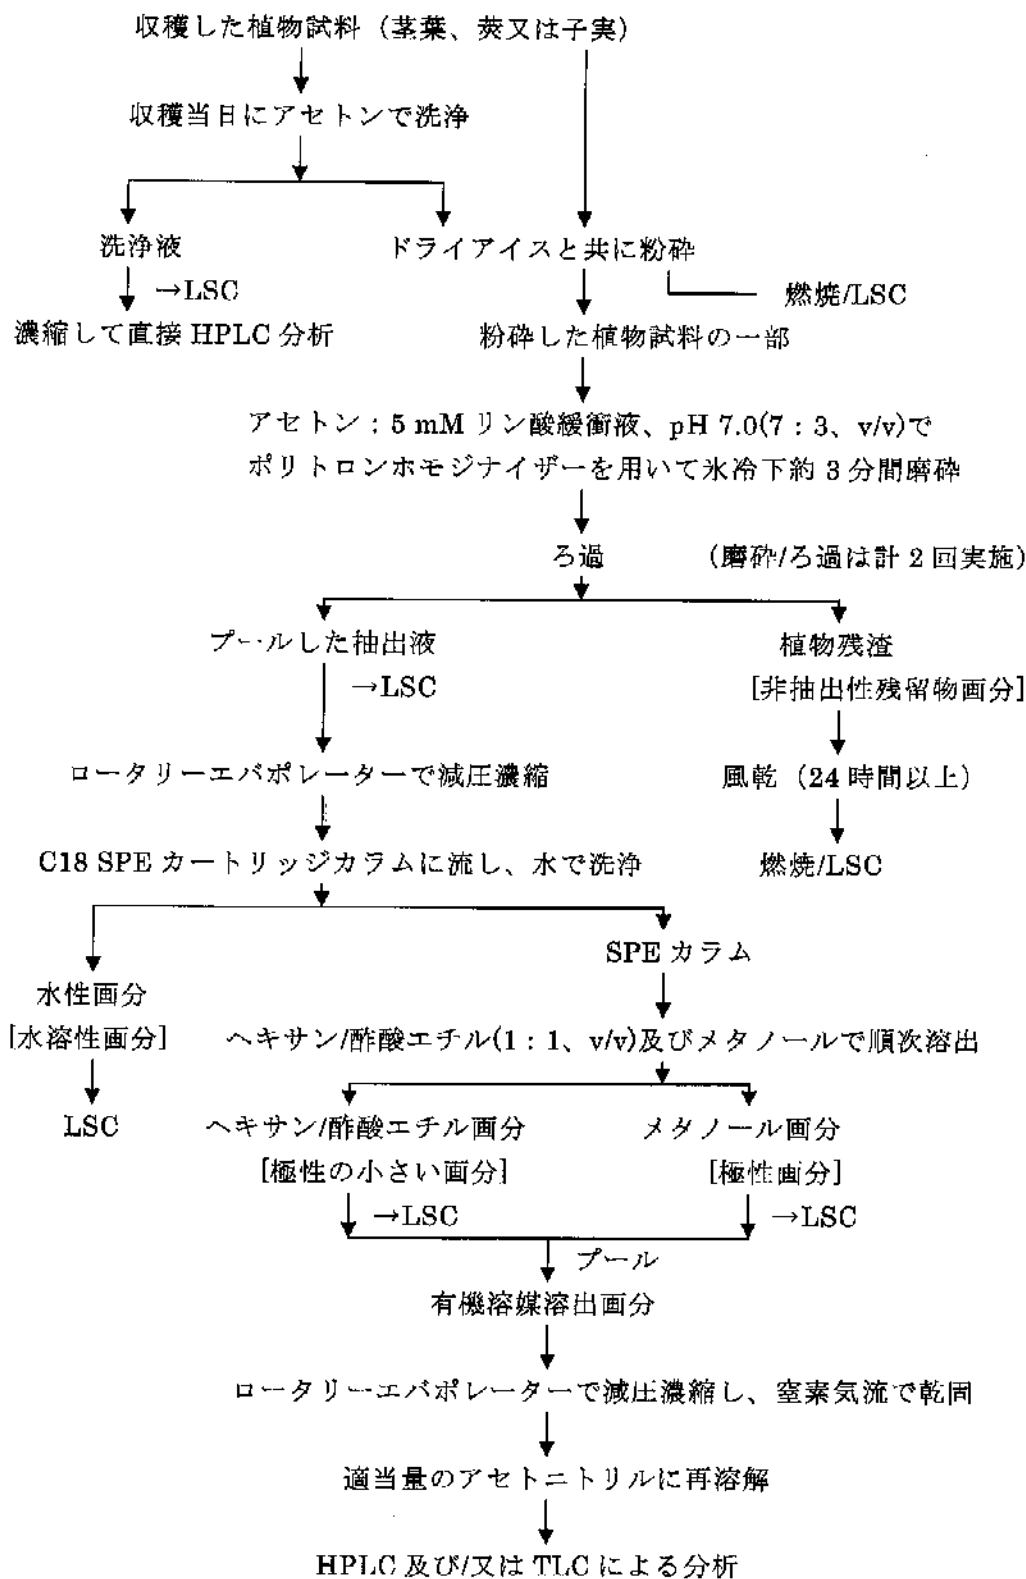 収穫した植物試料（茎葉、莢又は子実）
収穫当日にアセトンで洗浄
洗浄液
ドライアイスと共に粉砕
→LSC
燃焼/LSC
濃縮して直接 HPLC 分析
粉砕した植物試料の一部
アセトン：5 mM リン酸緩衝液、pH 7.0(7：3、v/v)で
ポリトロンホモジナイザーを用いて氷冷下約 3 分間磨砕
ろ過
（磨砕/ろ過は計 2 回実施）
プールした抽出液
植物残渣
→LSC
[非抽出性残留物画分]
ロータリーエバポレーターで減圧濃縮
風乾（24 時間以上）
C18 SPE カートリッジカラムに流し、水で洗浄
燃焼/LSC
SPE カラム
水性画分
[水溶性画分]
ヘキサン/酢酸エチル(1：1、v/v)及びメタノールで順次溶出
LSC
ヘキサン/酢酸エチル画分
メタノール画分
[極性の小さい画分]
[極性画分]
→LSC
→LSC
プール
有機溶媒溶出画分
ロータリーエバポレーターで減圧濃縮し、窒素気流で乾固
適当量のアセトニトリルに再溶解
HPLC 及び/又は TLC による分析